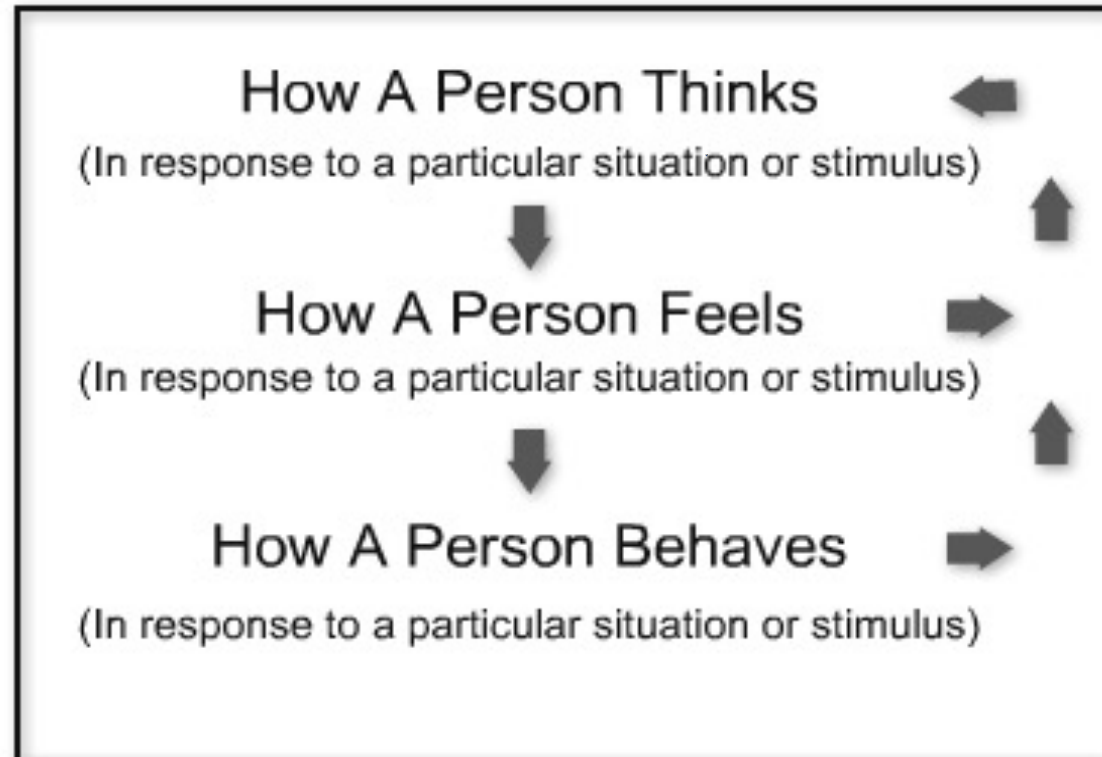 How A Person Thinks
(In response to a particular situation or stimulus)
How A Person Feels
(In response to a particular situation or stimulus)
How A Person Behaves
(In response to a particular situation or stimulus)